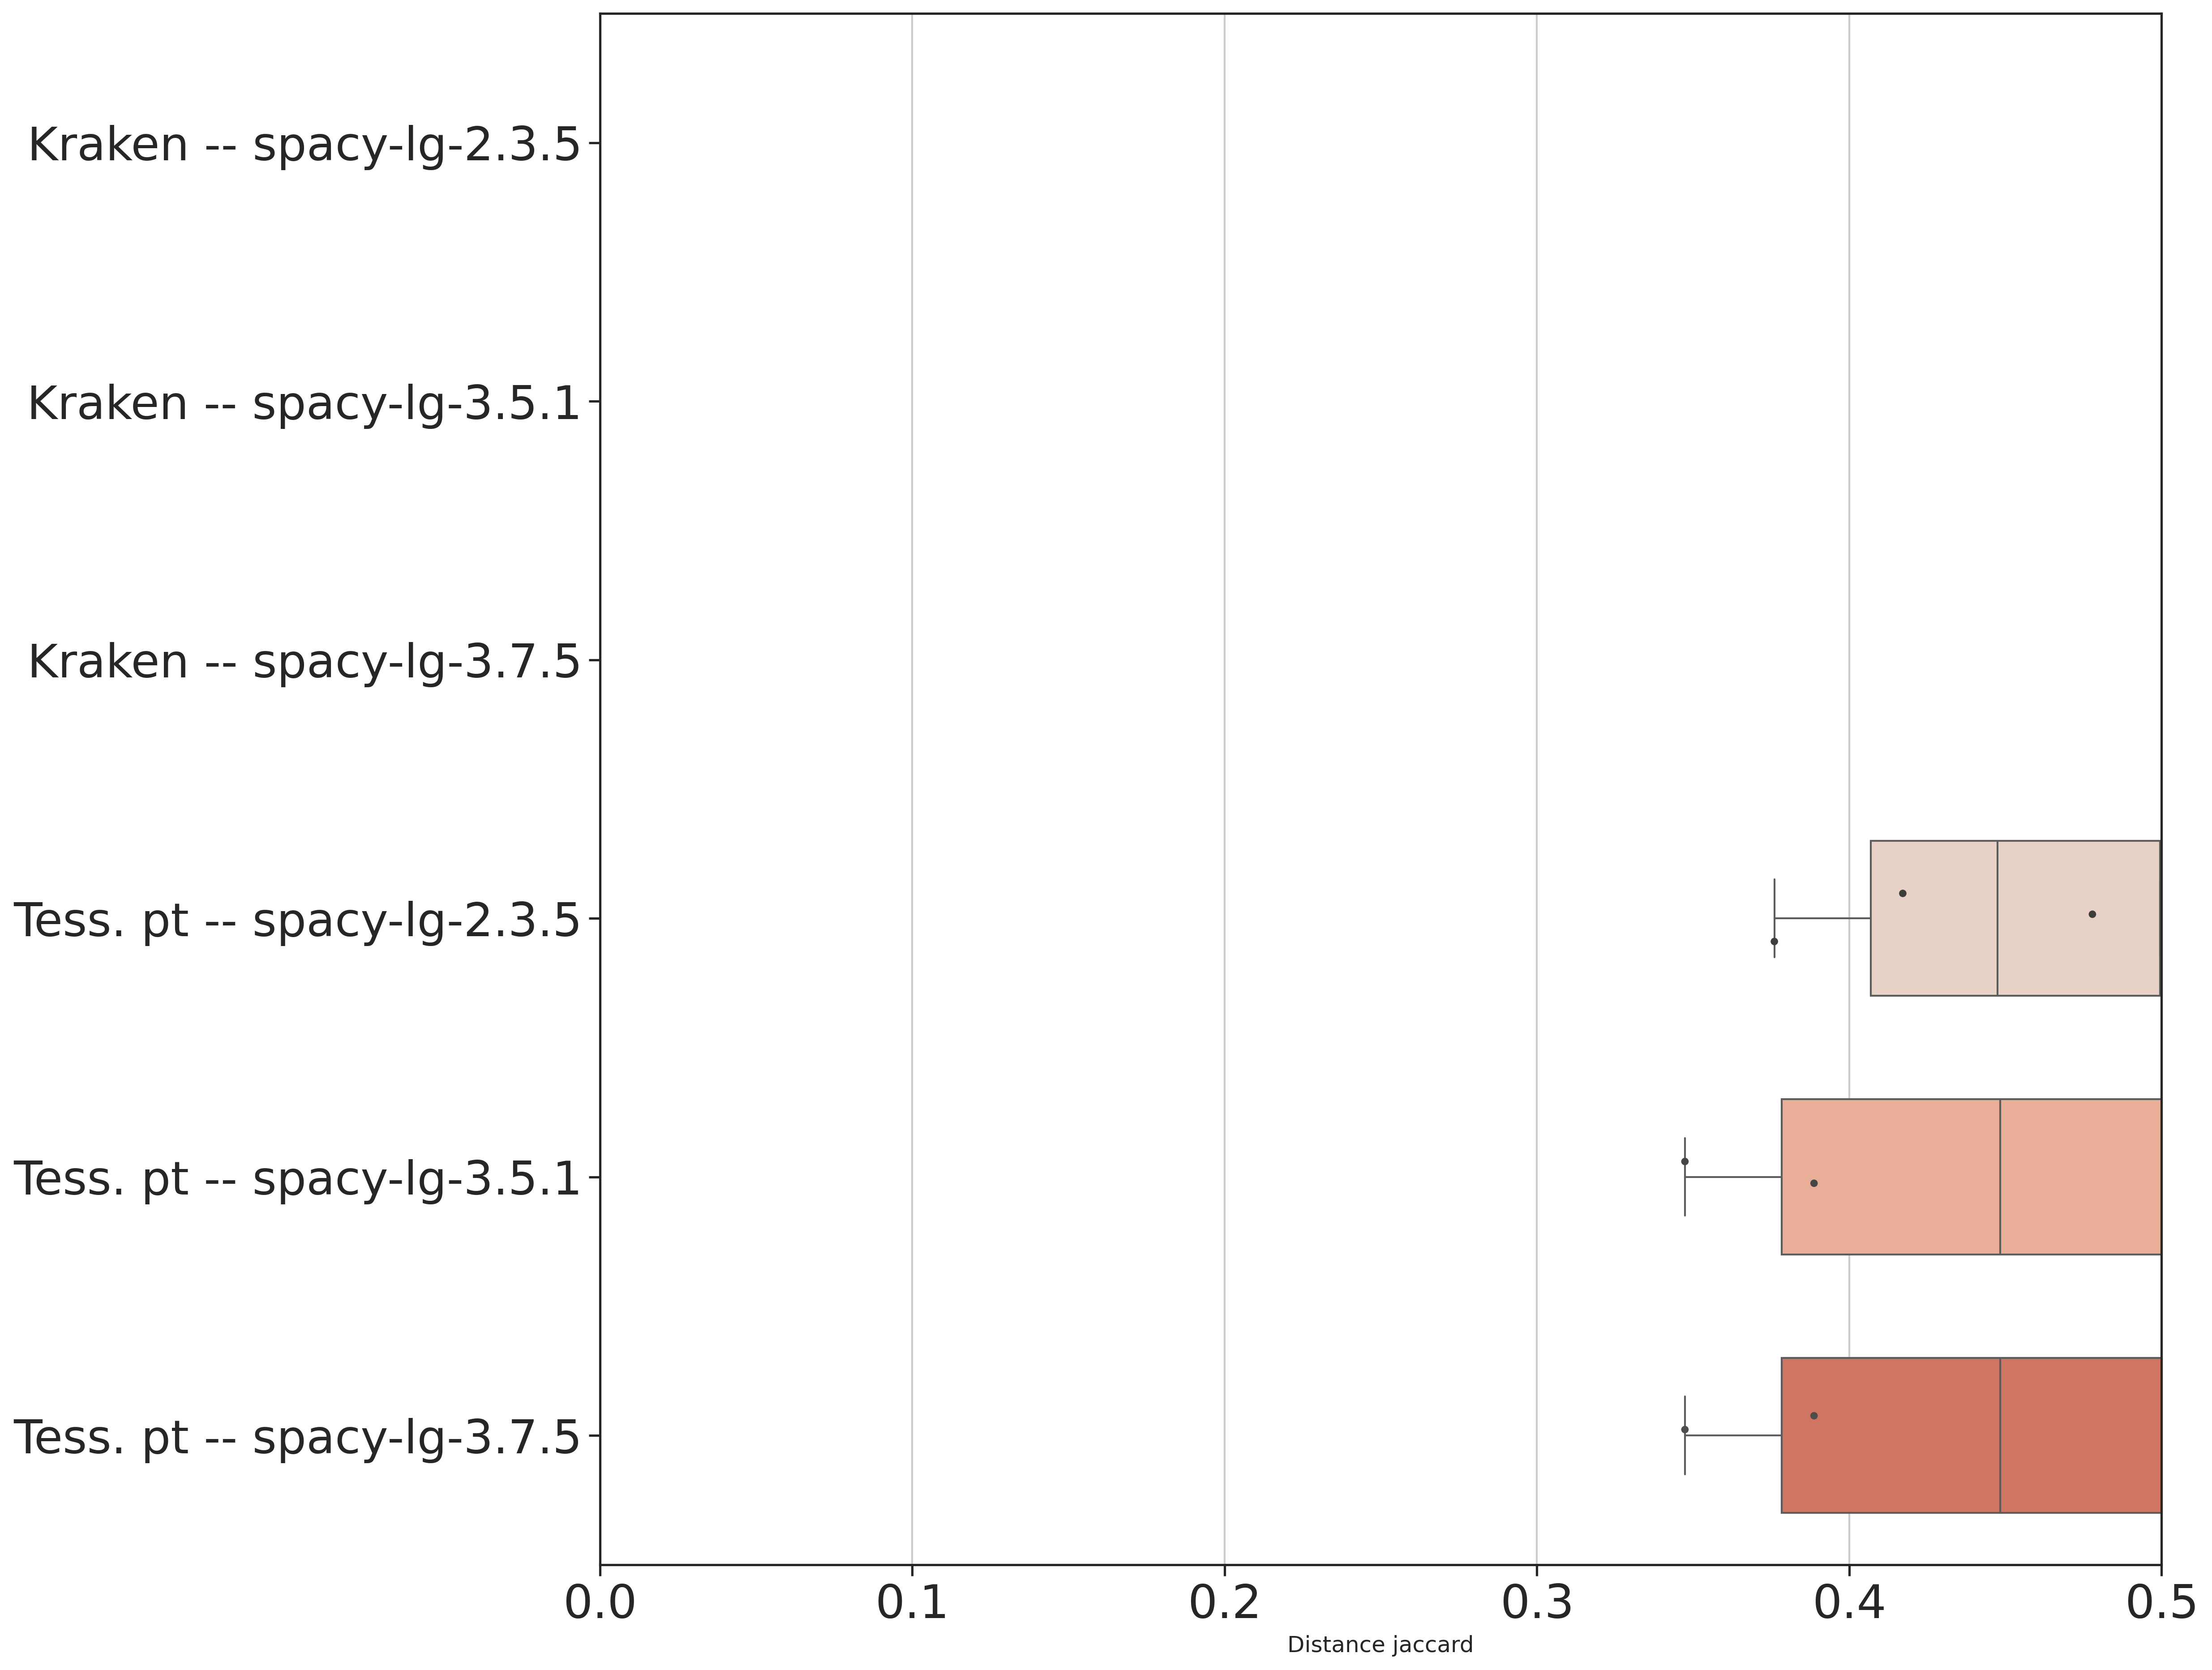 Kraken -- spacy-lg-2.3.5
Kraken -- spacy-lg-3.5.1
Kraken -- spacy-lg-3.7.5
Tess. pt -- spacy-lg-2.3.5
Tess. pt -- spacy-lg-3.5.1
Tess. pt -- spacy-lg-3.7.5
0.0 0.1 0.2 0.3 0.4 0.5
Distance jaccard